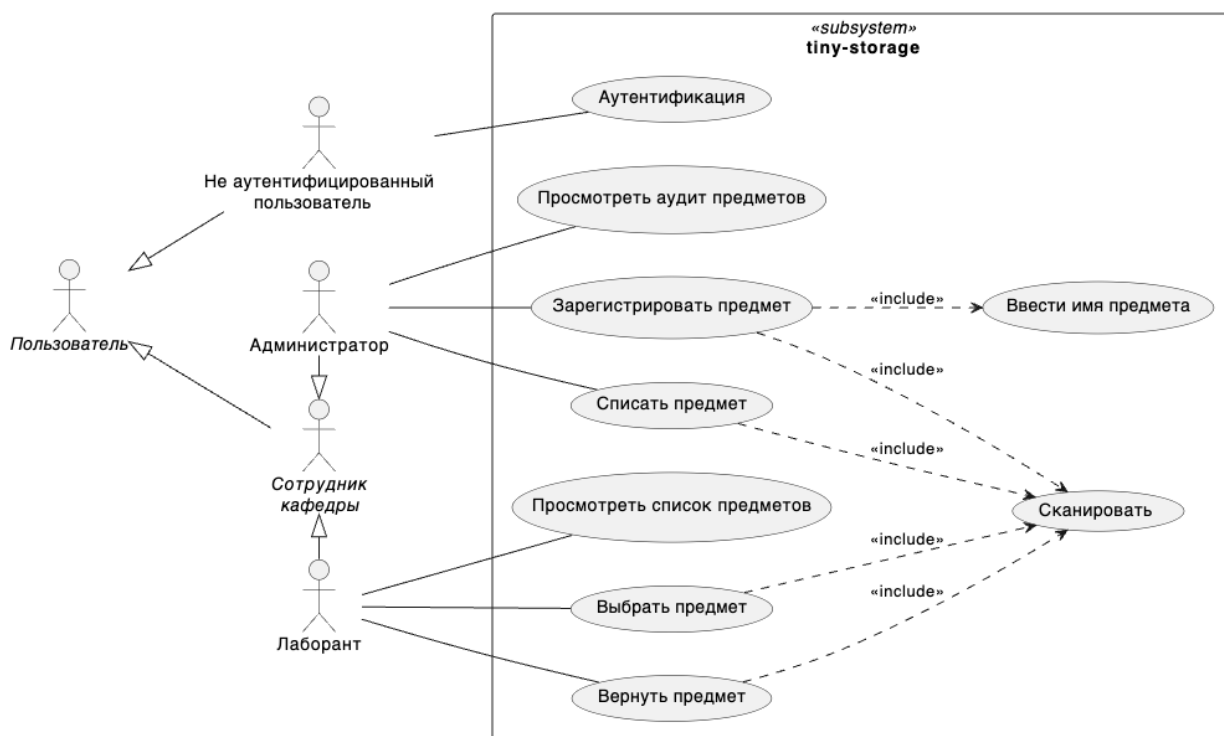 «subsystem»
tiny-storage
Аутентификация
Не аутентифицированный
пользователь
Просмотреть аудит предметов
Пользователь
Администратор
Зарегистрировать предмет
«include»
Ввести имя предмета
«include»
Списать предмет
«include»
Сотрудник
кафедры
Просмотреть список предметов
Сканировать
«include»
«include»
Лаборант
Выбрать предмет
Вернуть предмет